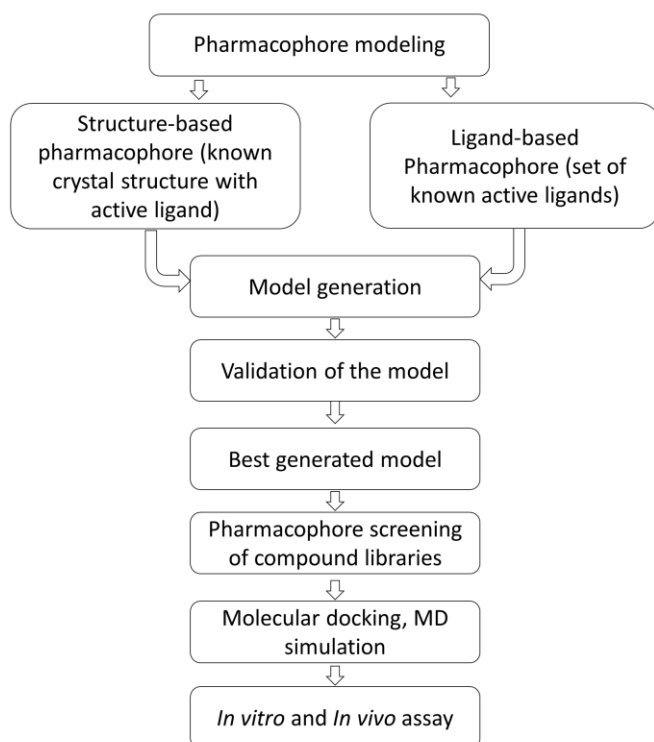 Pharmacophore modeling
Structure-based
pharmacophore (known
crystal structure with
active ligand)
Ligand-based
Pharmacophore (set of
known active ligands)
Model generation
Validation of the model
Best generated model
Pharmacophore screening
of compound libraries
Molecular docking, MD
simulation
In vitro and In vivo assay